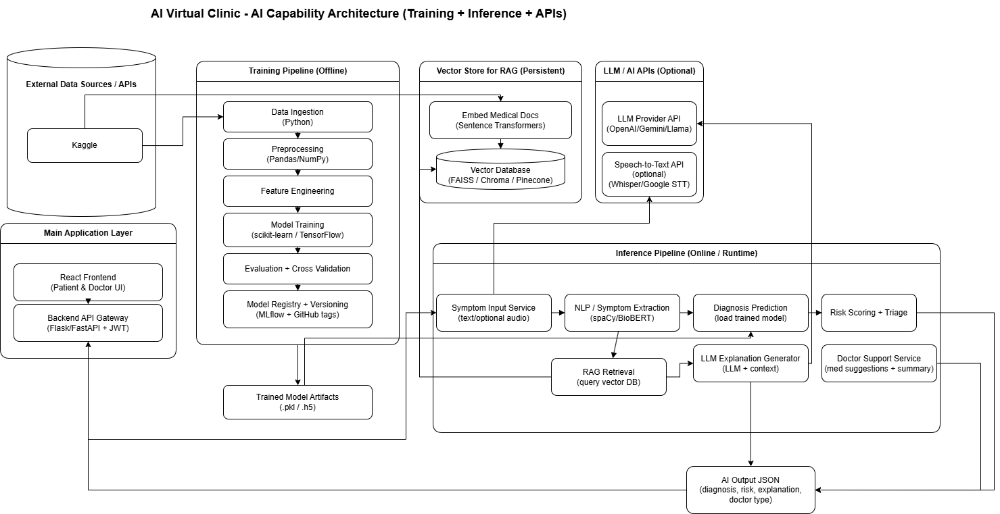 AI Virtual Clinic - AI Capability Architecture (Training + Inference + APIs)
External Data Sources / APIs
Kaggle
Main Application Layer
React Frontend
(Patient & Doctor UI)
Backend API Gateway
(Flask/FastAPI + JWT)
Training Pipeline (Offline)
Data Ingestion
(Python)
Preprocessing
(Pandas/NumPy)
Feature Engineering
Model Training
(scikit-learn / TensorFlow)
Evaluation + Cross Validation
Model Registry + Versioning
(MLflow + GitHub tags)
Trained Model Artifacts
(.pkl / .h5)
Vector Store for RAG (Persistent)
Embed Medical Docs
(Sentence Transformers)
Vector Database
(FAISS / Chroma / Pinecone)
LLM / AI APIs (Optional)
LLM Provider API
(OpenAI/Gemini/Llama)
Speech-to-Text API
(optional)
(Whisper/Google STT)
Inference Pipeline (Online / Runtime)
Symptom Input Service
(text/optional audio)
NLP / Symptom Extraction
(spaCy/BioBERT)
Diagnosis Prediction
(load trained model)
Risk Scoring + Triage
RAG Retrieval
(query vector DB)
LLM Explanation Generator
(LLM + context)
Doctor Support Service
(med suggestions + summary)
AI Output JSON
(diagnosis, risk, explanation,
doctor type)